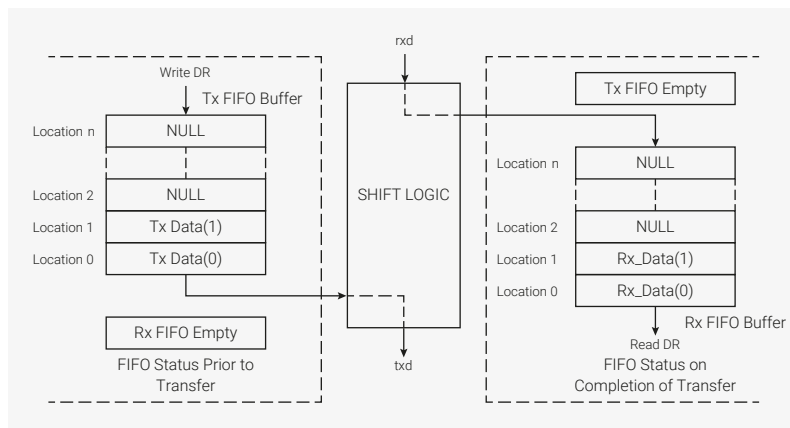 Write DR
Tx FIFO Buffer
Location n
NULL
Location 2
NULL
Location 1
Tx Data(1)
Location 0
Tx Data(0)
Rx FIFO Empty
FIFO Status Prior to
Transfer
rxd
SHIFT LOGIC
txd
Tx FIFO Empty
Location n
NULL
Location 2
NULL
Location 1
Rx_Data(1)
Location 0
Rx_Data(0)
Rx FIFO Buffer
Read DR
FIFO Status on
Completion of Transfer